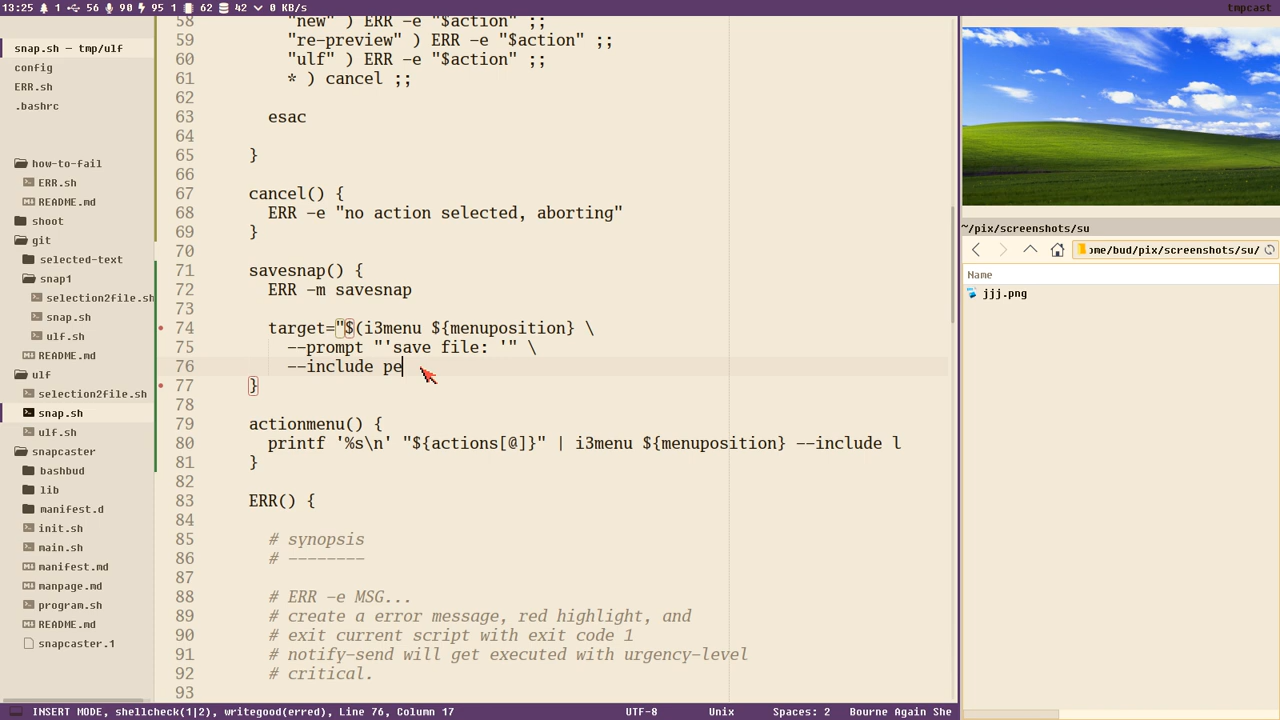 13:25 1 56 90 95 1 62 42 0 KB/s
tmpcast
snap.sh — tmp/ulf
config
ERR.sh
.bashrc
how-to-fail
ERR.sh
README.md
shoot
git
selected-text
snap1
selection2file.sh
snap.sh
ulf.sh
README.md
ulf
selection2file.sh
snap.sh
ulf.sh
snapcaster
bashbud
lib
manifest.d
init.sh
main.sh
manifest.md
manpage.md
program.sh
README.md
snapcaster.1
58 "new" ) ERR -e "$action" ;;
59 "re-preview" ) ERR -e "$action" ;;
60 "ulf" ) ERR -e "$action" ;;
61 * ) cancel ;;
62
63 esac
64
65 }
66
67 cancel() {
68 ERR -e "no action selected, aborting"
69 }
70
71 savesnap() {
72 ERR -m savesnap
73
74 target="$(i3menu ${menuposition} \
75 --prompt "'save file: '" \
76 --include pe
77 }
78
79 actionmenu() {
80 printf '%s\n' "${actions[@]}" | i3menu ${menuposition} --include l
81 }
82
83 ERR() {
84
85 # synopsis
86 # --------
87
88 # ERR -e MSG...
89 # create a error message, red highlight, and
90 # exit current script with exit code 1
91 # notify-send will get executed with urgency-level
92 # critical.
93
~/pix/screenshots/su
ome/bud/pix/screenshots/su/
Name
jjj.png
INSERT MODE, shellcheck(1|2), writegood(erred), Line 76, Column 17
UTF-8
Unix
Spaces: 2
Bourne Again She